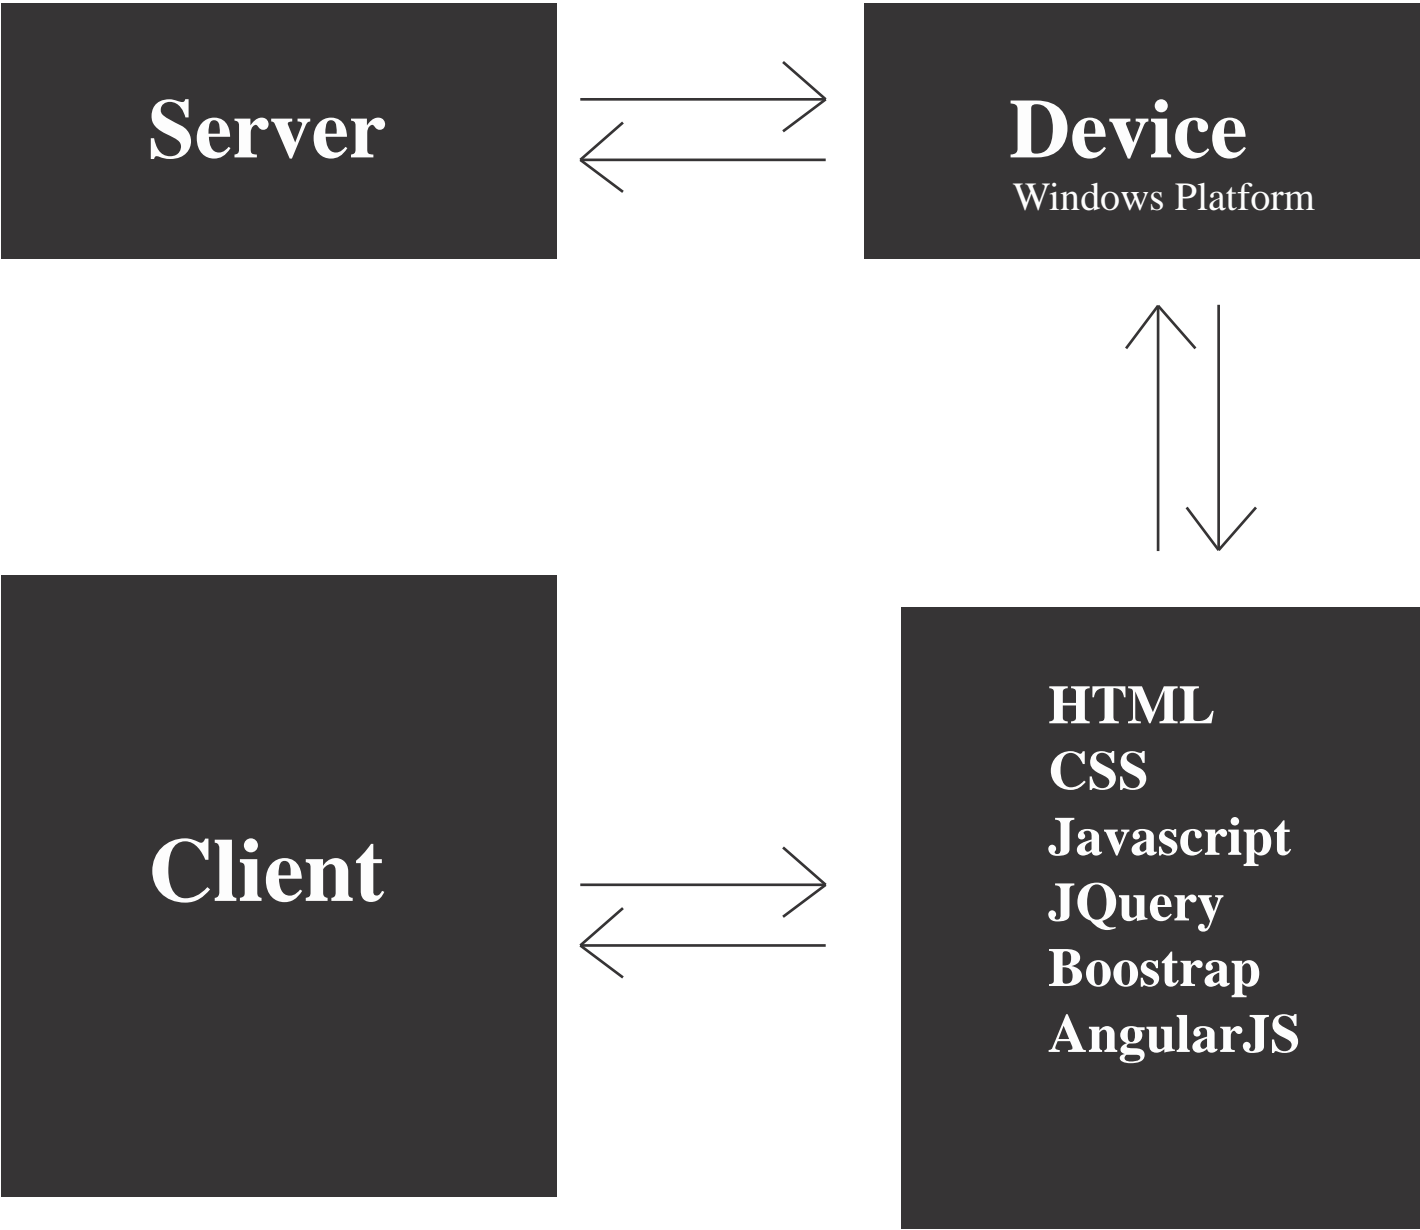 Server
Device
Windows Platform
Client
HTML
CSS
Javascript
JQuery
Boostrap
AngularJS